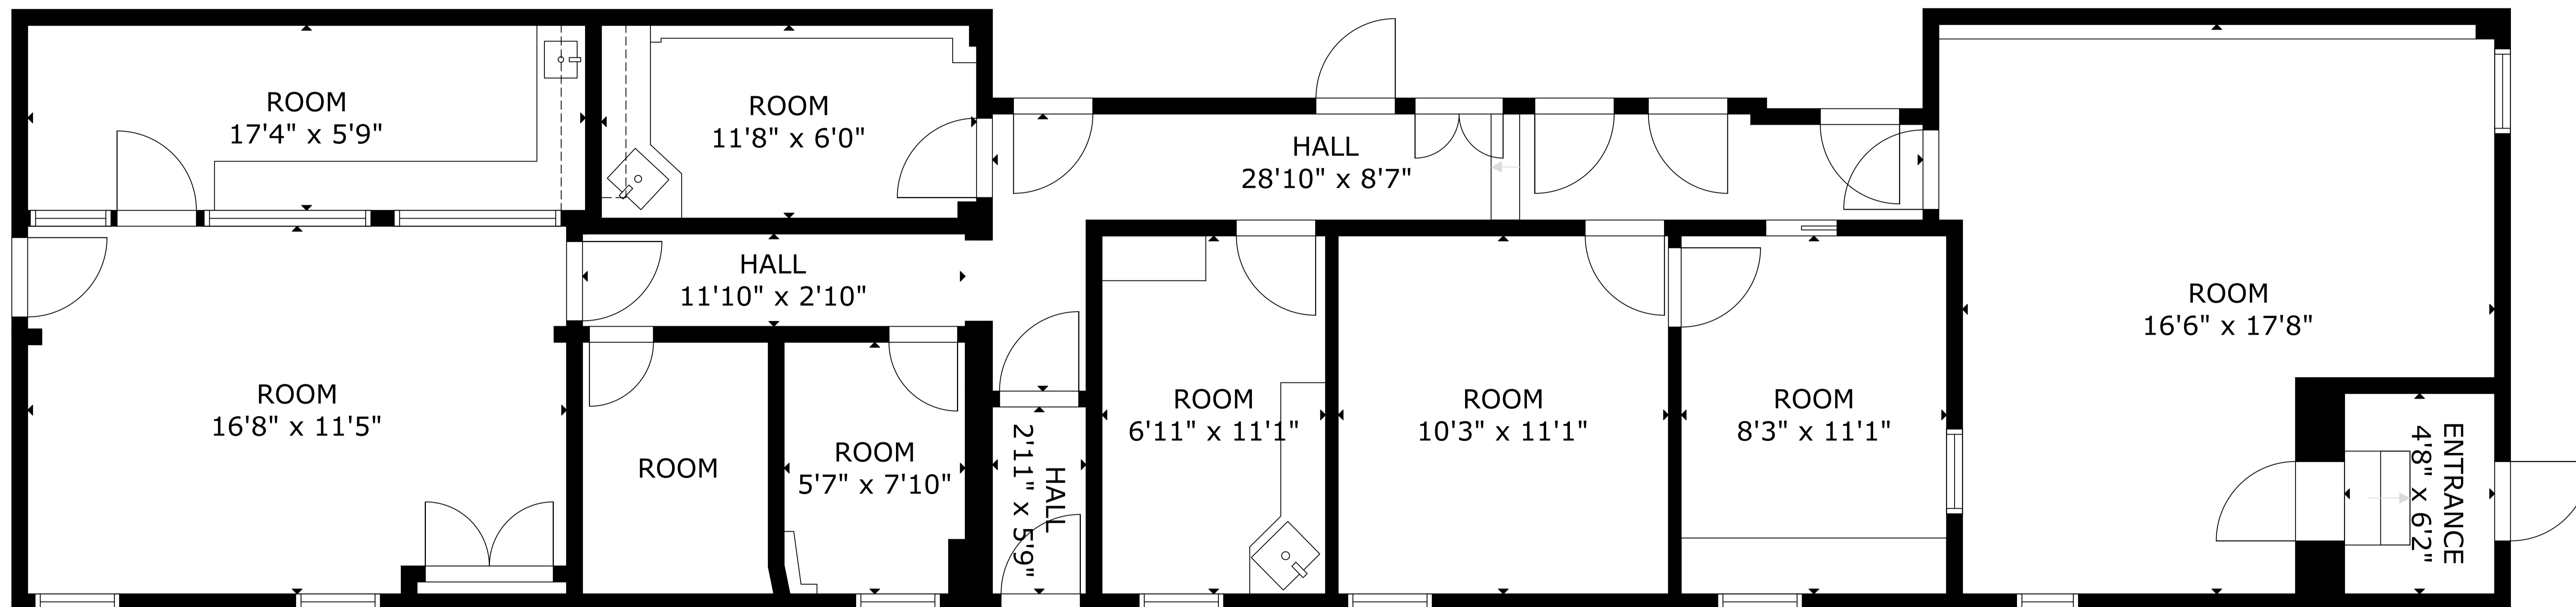 ROOM
17'4" x 5'9"
ROOM
11'8" x 6'0"
HALL
28'10" x 8'7"
HALL
11'10" x 2'10"
ROOM
16'6" x 17'8"
ROOM
16'8" x 11'5"
ROOM
ROOM
5'7" x 7'10"
HALL
2'11" x 5'9"
ROOM
6'11" x 11'1"
ROOM
10'3" x 11'1"
ROOM
8'3" x 11'1"
ENTRANCE
4'8" x 6'2"